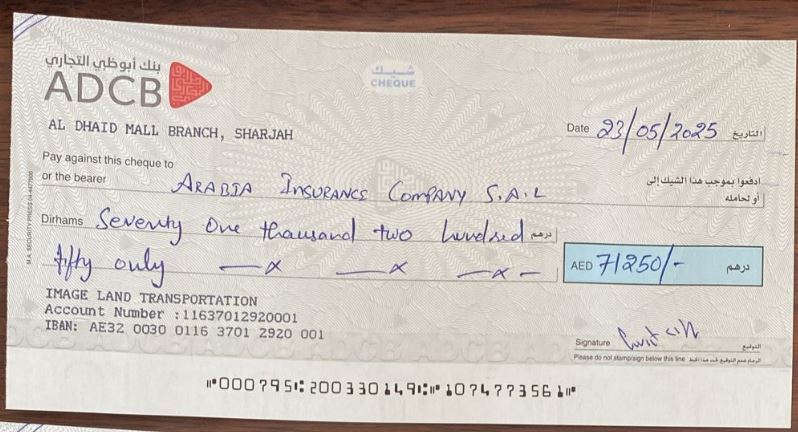 بنك أبوظبي التجاري
ADCB
شيك
CHEQUE
AL DHAID MALL BRANCH, SHARJAH
Date 23/05/2025 التاريخ
Pay against this cheque to
or the bearer ARABIA INSURANCE COMPANY S.A.L
ادفعوا بموجب هذا الشيك إلى
أو لحامله
Dirhams Seventy One thousand two hundred درهم
fifty only
AED 71250/- درهم
IMAGE LAND TRANSPORTATION
Account Number :11637012920001
IBAN: AE32 0030 0116 3701 2920 001
Signature التوقيع
Please do not stamp/sign below this line
⑈000795⑆200330149⑆⑈1074773561⑈